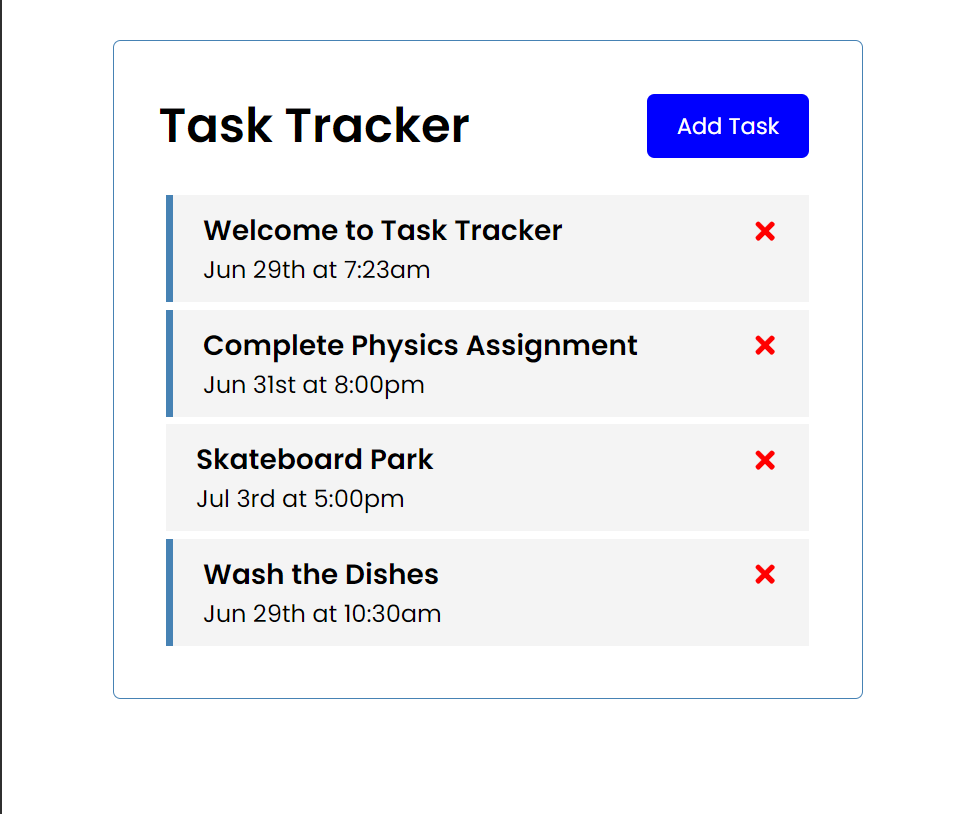 Task Tracker
Add Task
Welcome to Task Tracker
Jun 29th at 7:23am
Complete Physics Assignment
Jun 31st at 8:00pm
Skateboard Park
Jul 3rd at 5:00pm
Wash the Dishes
Jun 29th at 10:30am